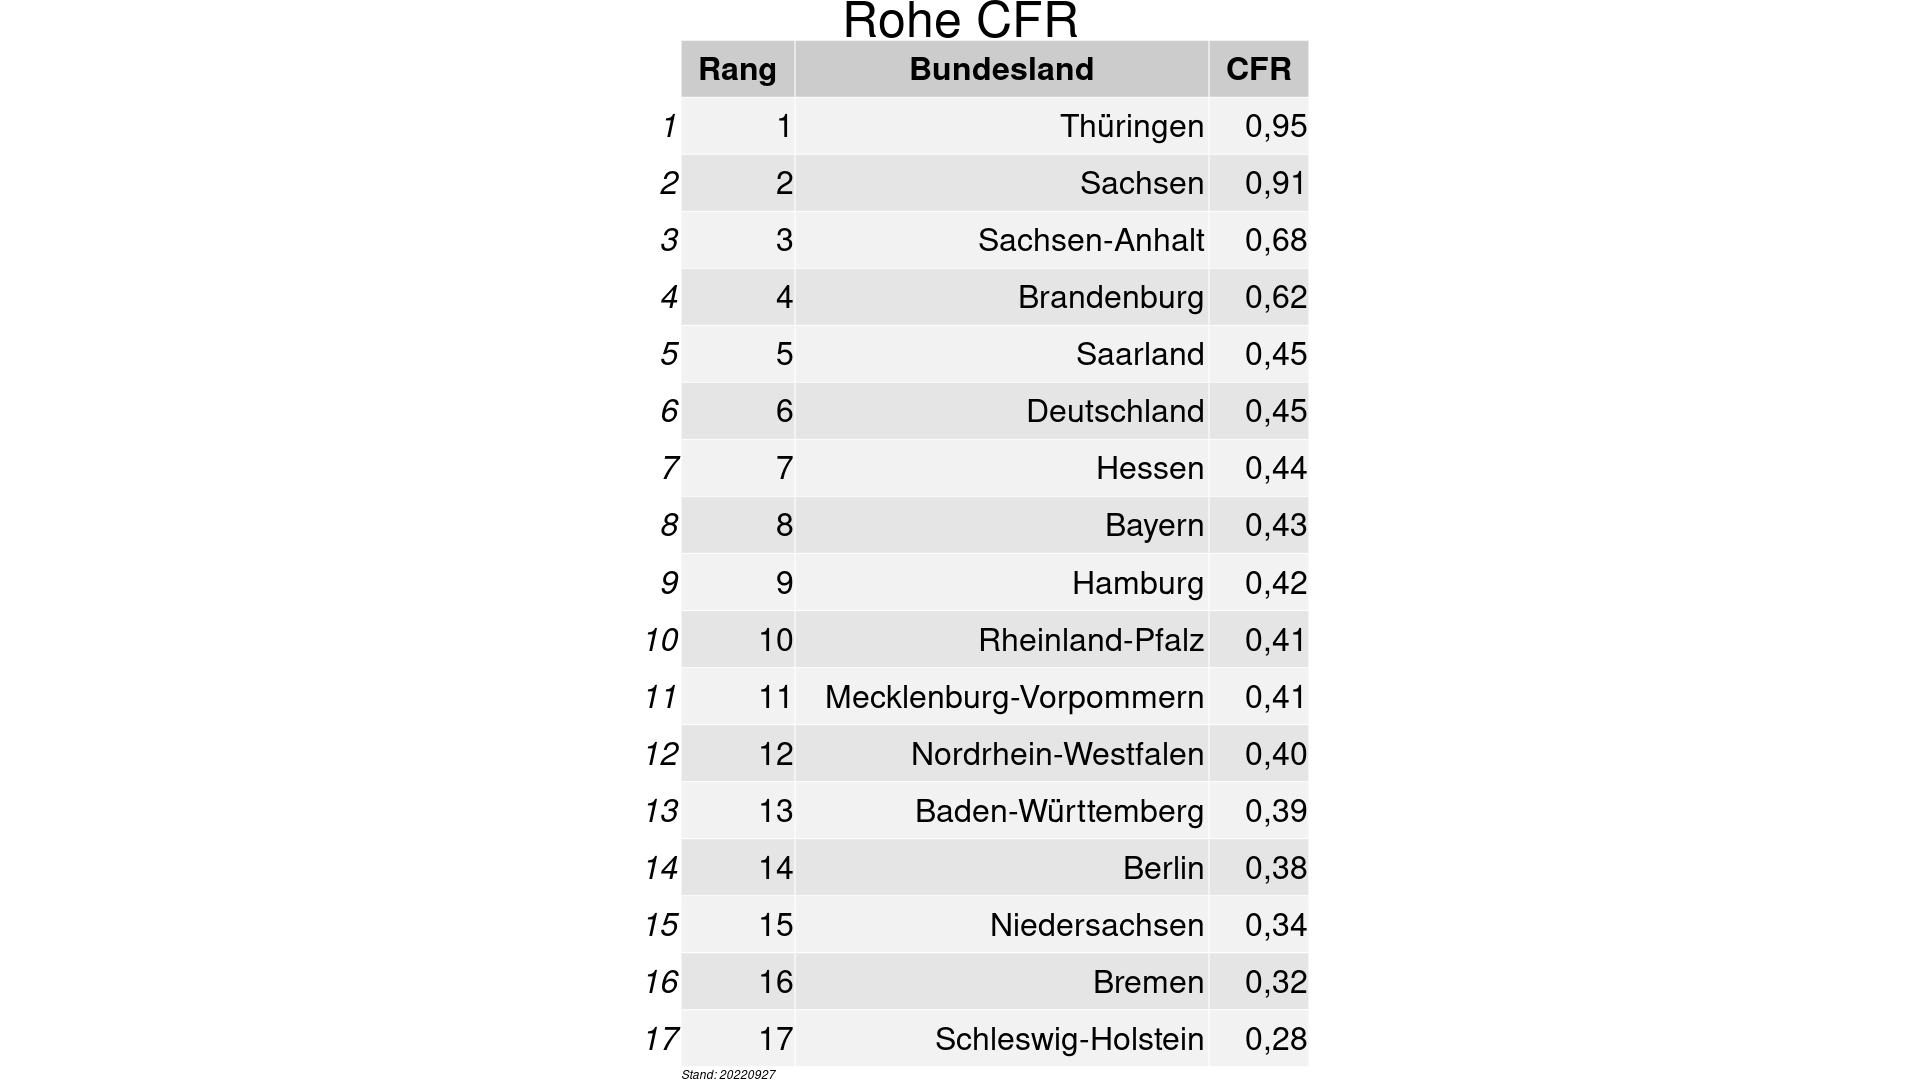 Rohe CFR
Rang Bundesland CFR
1 1 Thüringen 0,95
2 2 Sachsen 0,91
3 3 Sachsen-Anhalt 0,68
4 4 Brandenburg 0,62
5 5 Saarland 0,45
6 6 Deutschland 0,45
7 7 Hessen 0,44
8 8 Bayern 0,43
9 9 Hamburg 0,42
10 10 Rheinland-Pfalz 0,41
11 11 Mecklenburg-Vorpommern 0,41
12 12 Nordrhein-Westfalen 0,40
13 13 Baden-Württemberg 0,39
14 14 Berlin 0,38
15 15 Niedersachsen 0,34
16 16 Bremen 0,32
17 17 Schleswig-Holstein 0,28
Stand: 20220927